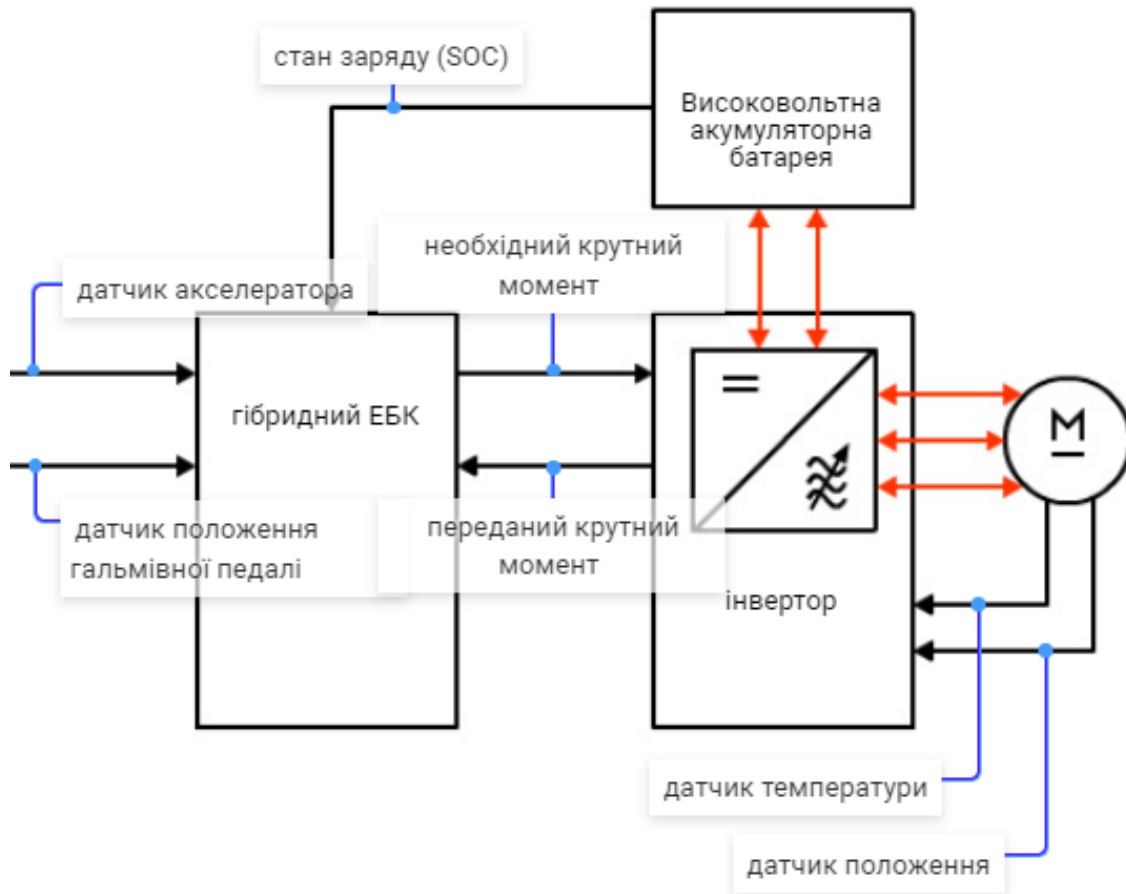 стан заряду (SOC)
Високовольтна
акумуляторна
батарея
необхідний крутний
момент
датчик акселератора
гібридний ЕБК
M
датчик положення
гальмівної педалі
переданий крутний
момент
інвертор
датчик температури
датчик положення